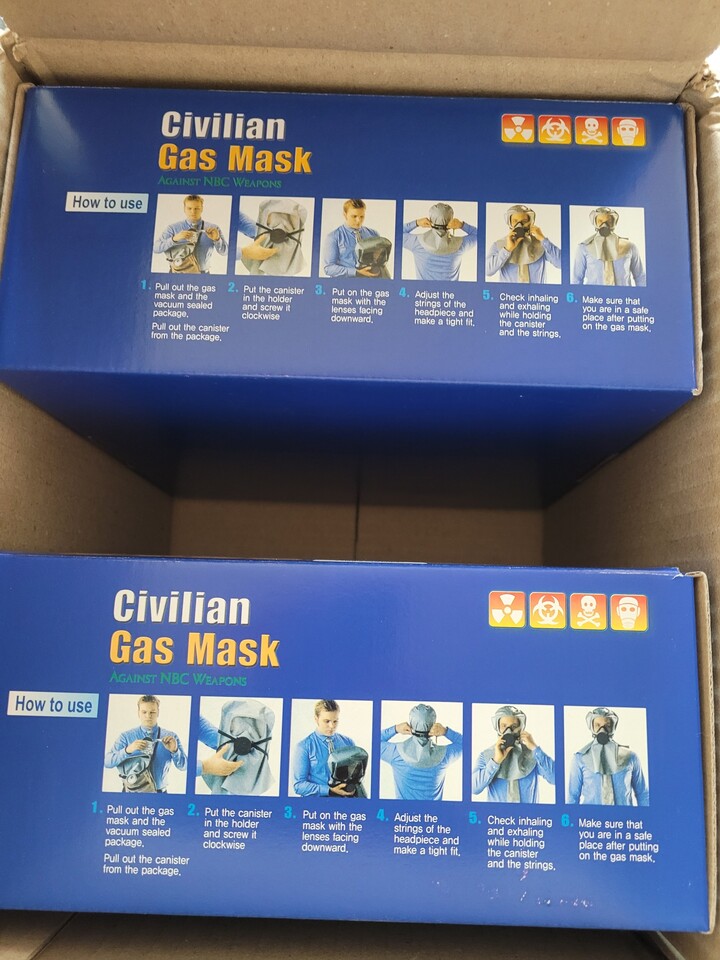 Civilian
Gas Mask
Against NBC Weapons
How to use
1. Pull out the gas
mask and the
vacuum sealed
package.
Pull out the canister
from the package.
2. Put the canister
in the holder
and screw it
clockwise
3. Put on the gas
mask with the
lenses facing
downward.
4. Adjust the
strings of the
headpiece and
make a tight fit.
5. Check inhaling
and exhaling
while holding
the canister
and the strings.
6. Make sure that
you are in a safe
place after putting
on the gas mask.
Civilian
Gas Mask
Against NBC Weapons
How to use
1. Pull out the gas
mask and the
vacuum sealed
package.
Pull out the canister
from the package.
2. Put the canister
in the holder
and screw it
clockwise
3. Put on the gas
mask with the
lenses facing
downward.
4. Adjust the
strings of the
headpiece and
make a tight fit.
5. Check inhaling
and exhaling
while holding
the canister
and the strings.
6. Make sure that
you are in a safe
place after putting
on the gas mask.